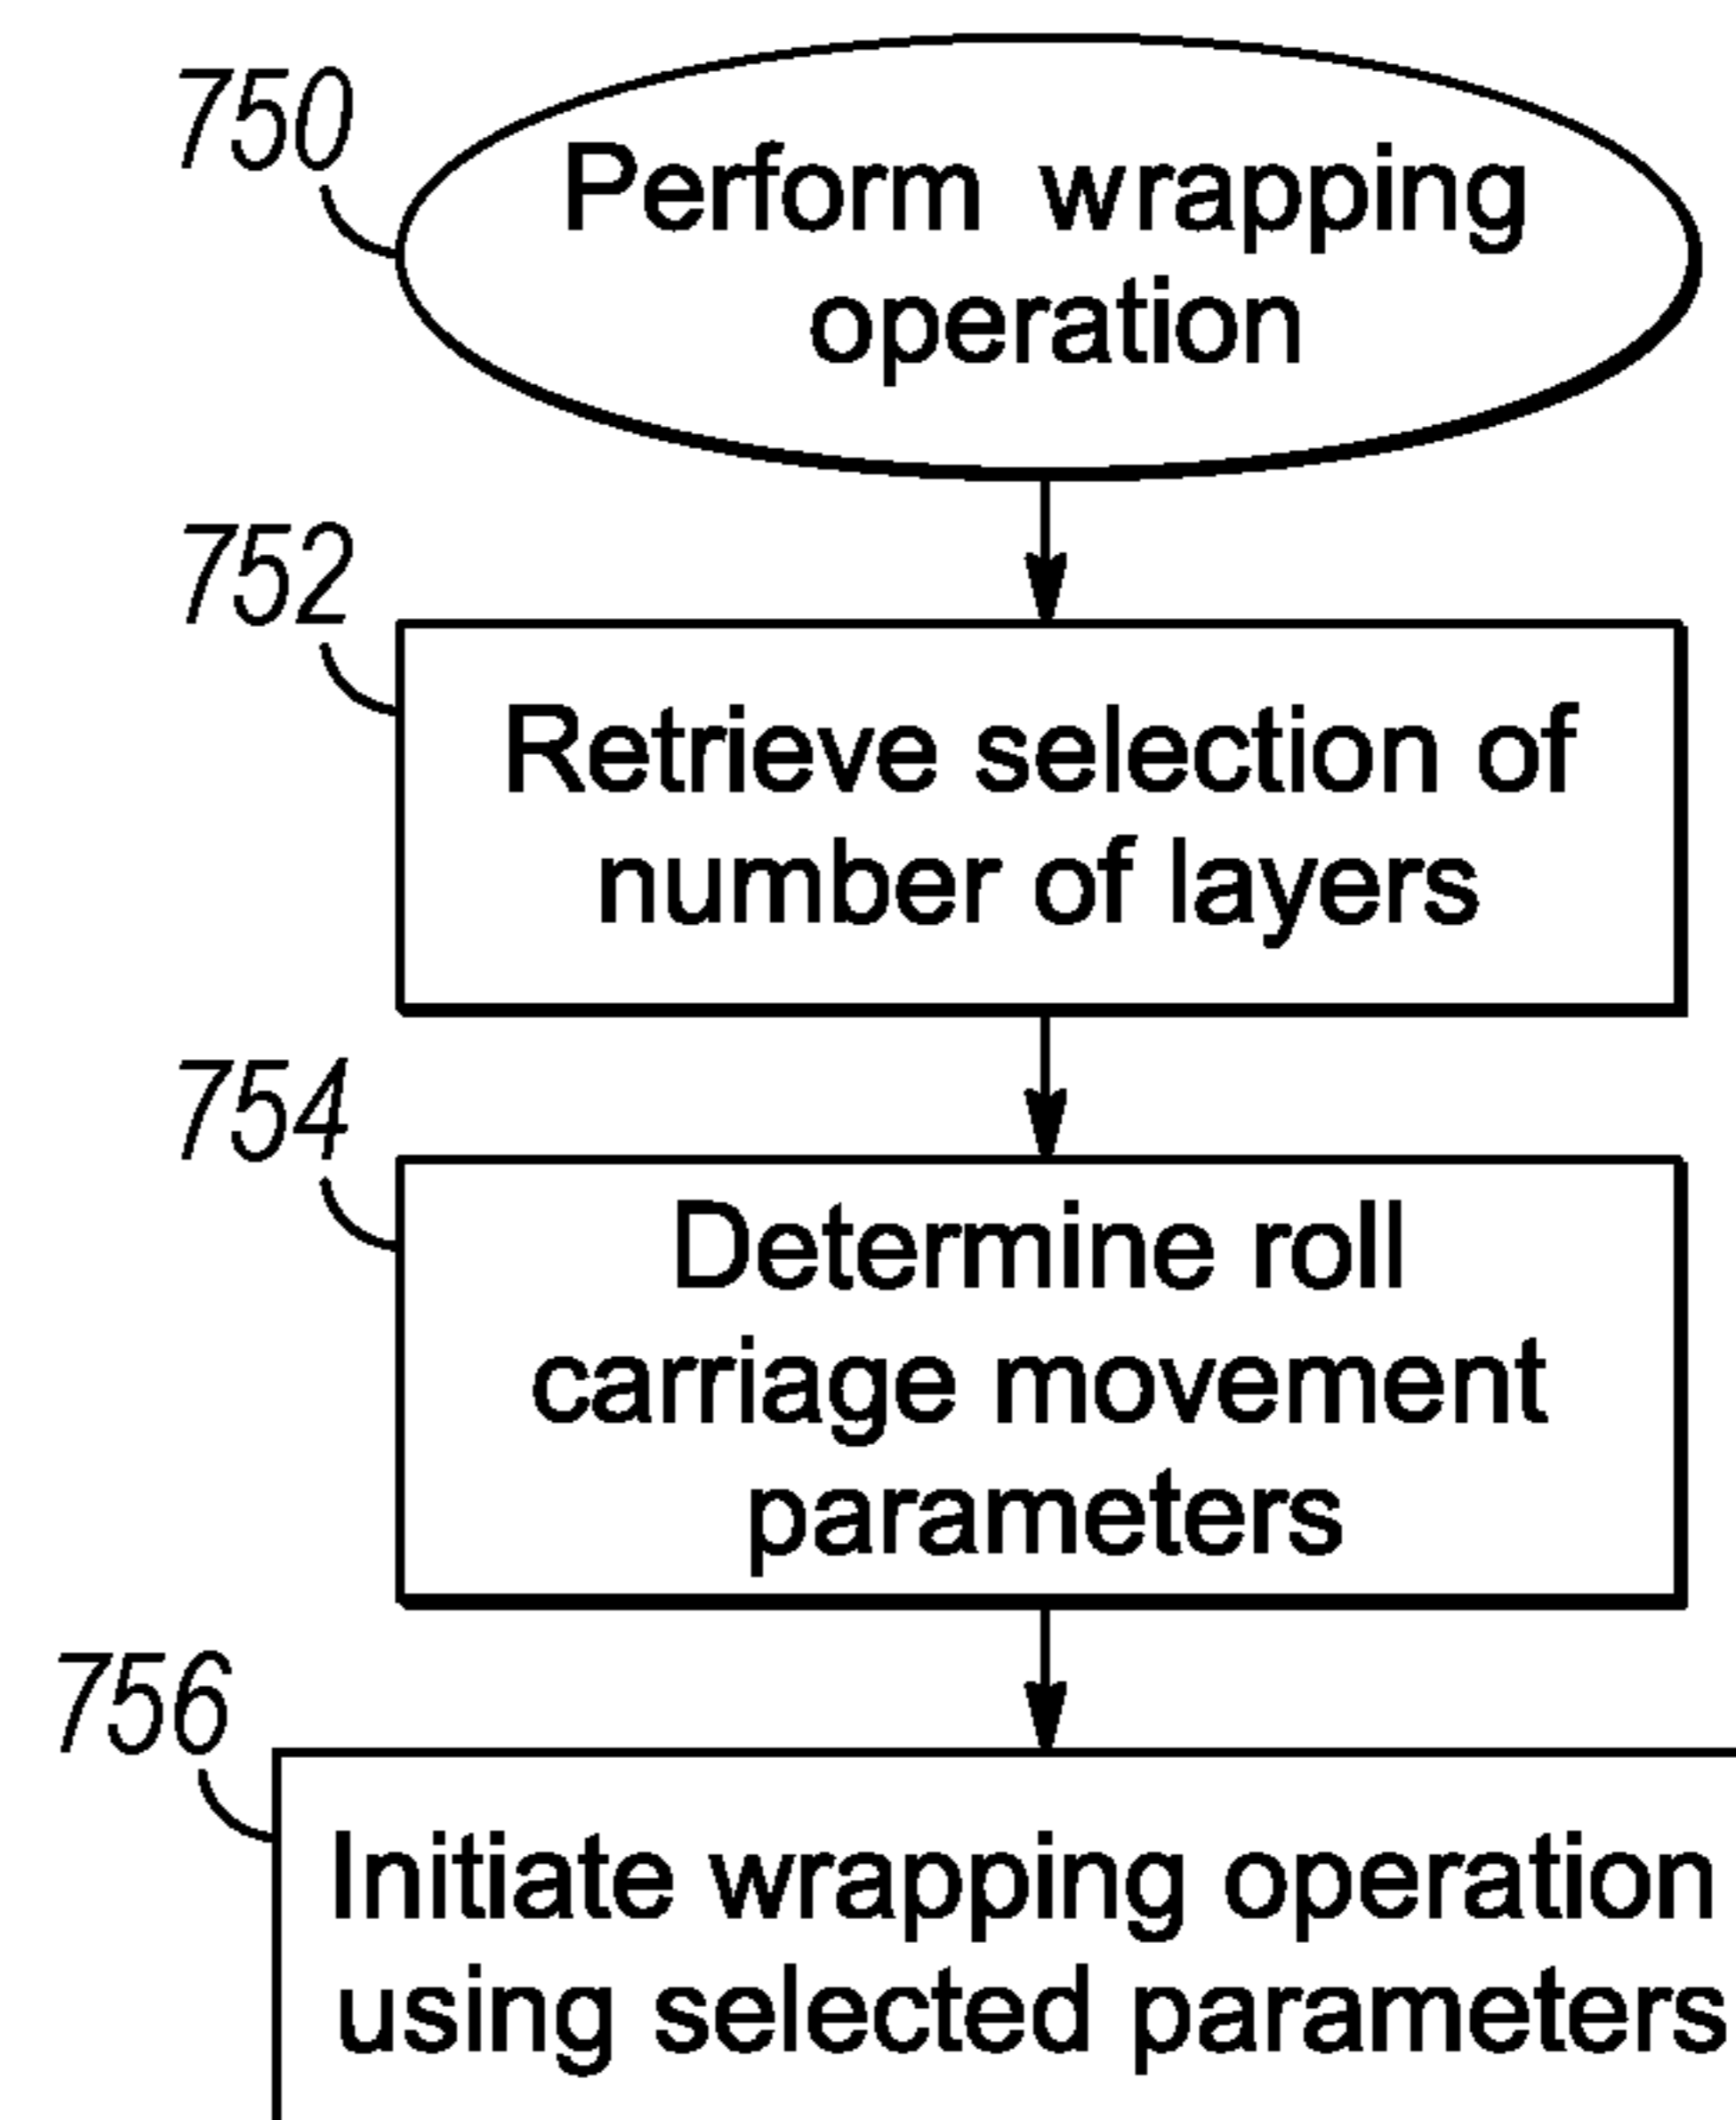 750
Perform wrapping
operation
752
Retrieve selection of
number of layers
754
Determine roll
carriage movement
parameters
756
Initiate wrapping operation
using selected parameters